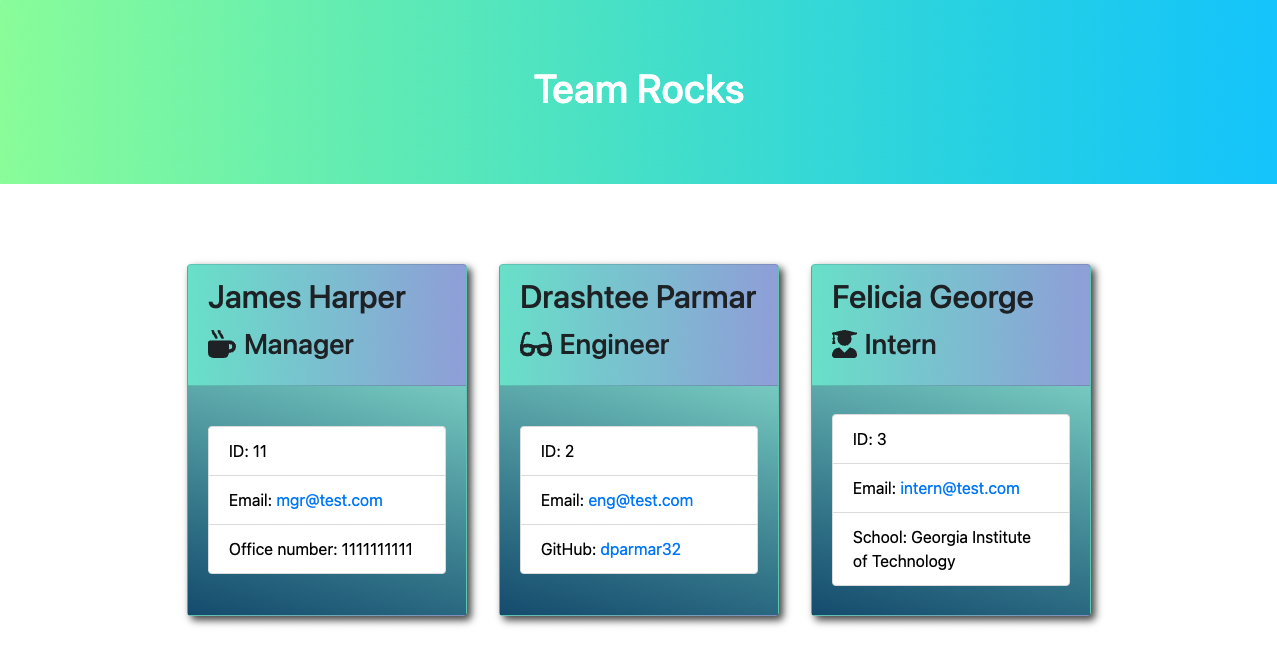 Team Rocks
James Harper
Manager
ID: 11
Email: mgr@test.com
Office number: 1111111111
Drashtee Parmar
Engineer
ID: 2
Email: eng@test.com
GitHub: dparmar32
Felicia George
Intern
ID: 3
Email: intern@test.com
School: Georgia Institute
of Technology